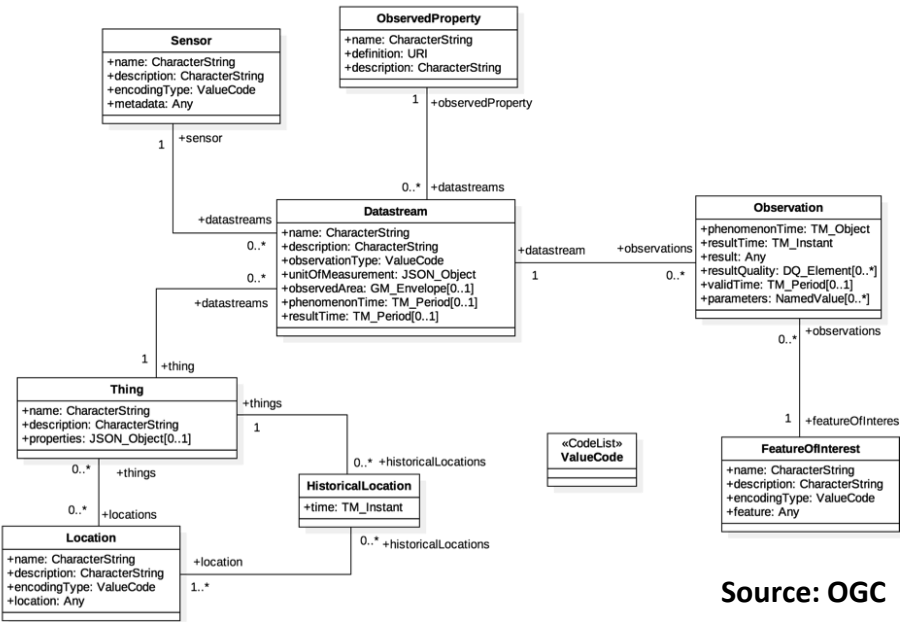 ObservedProperty
+name: CharacterString
+definition: URI
+description: CharacterString
Sensor
+name: CharacterString
+description: CharacterString
+encodingType: ValueCode
+metadata: Any
1
+observedProperty
1
+sensor
0..*
+datastreams
Datastream
+name: CharacterString
+description: CharacterString
+observationType: ValueCode
+unitOfMeasurement: JSON_Object
+observedArea: GM_Envelope[0..1]
+phenomenonTime: TM_Period[0..1]
+resultTime: TM_Period[0..1]
+datastreams
0..*
0..*
+datastreams
+datastream
1
+observations
0..*
Observation
+phenomenonTime: TM_Object
+resultTime: TM_Instant
+result: Any
+resultQuality: DQ_Element[0..*]
+validTime: TM_Period[0..1]
+parameters: NamedValue[0..*]
+observations
0..*
1
+thing
Thing
+name: CharacterString
+description: CharacterString
+properties: JSON_Object[0..1]
+things
1
0..*
+historicalLocations
HistoricalLocation
+time: TM_Instant
0..*
+historicalLocations
«CodeList»
ValueCode
1
+featureOfInteres
FeatureOfInterest
+name: CharacterString
+description: CharacterString
+encodingType: ValueCode
+feature: Any
0..*
+things
0..*
+locations
Location
+name: CharacterString
+description: CharacterString
+encodingType: ValueCode
+location: Any
+location
1..*
Source: OGC